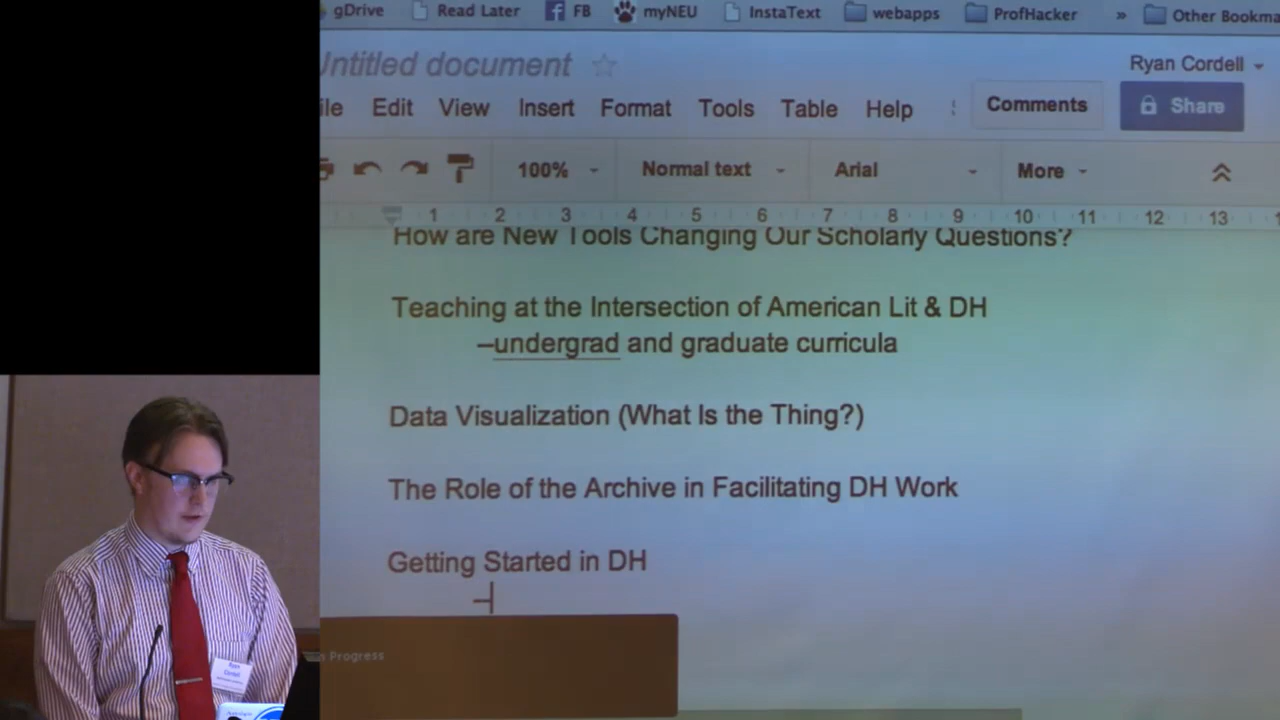 gDrive Read Later FB myNEU InstaText webapps ProfHacker » Other Bookma
Untitled document
Ryan Cordell
ile Edit View Insert Format Tools Table Help
Comments
Share
100% Normal text Arial More
1 2 3 4 5 6 7 8 9 10 11 12 13
How are New Tools Changing Our Scholarly Questions?
Teaching at the Intersection of American Lit & DH
–undergrad and graduate curricula
Data Visualization (What Is the Thing?)
The Role of the Archive in Facilitating DH Work
Getting Started in DH
–
Progress
Ryan
Cordell